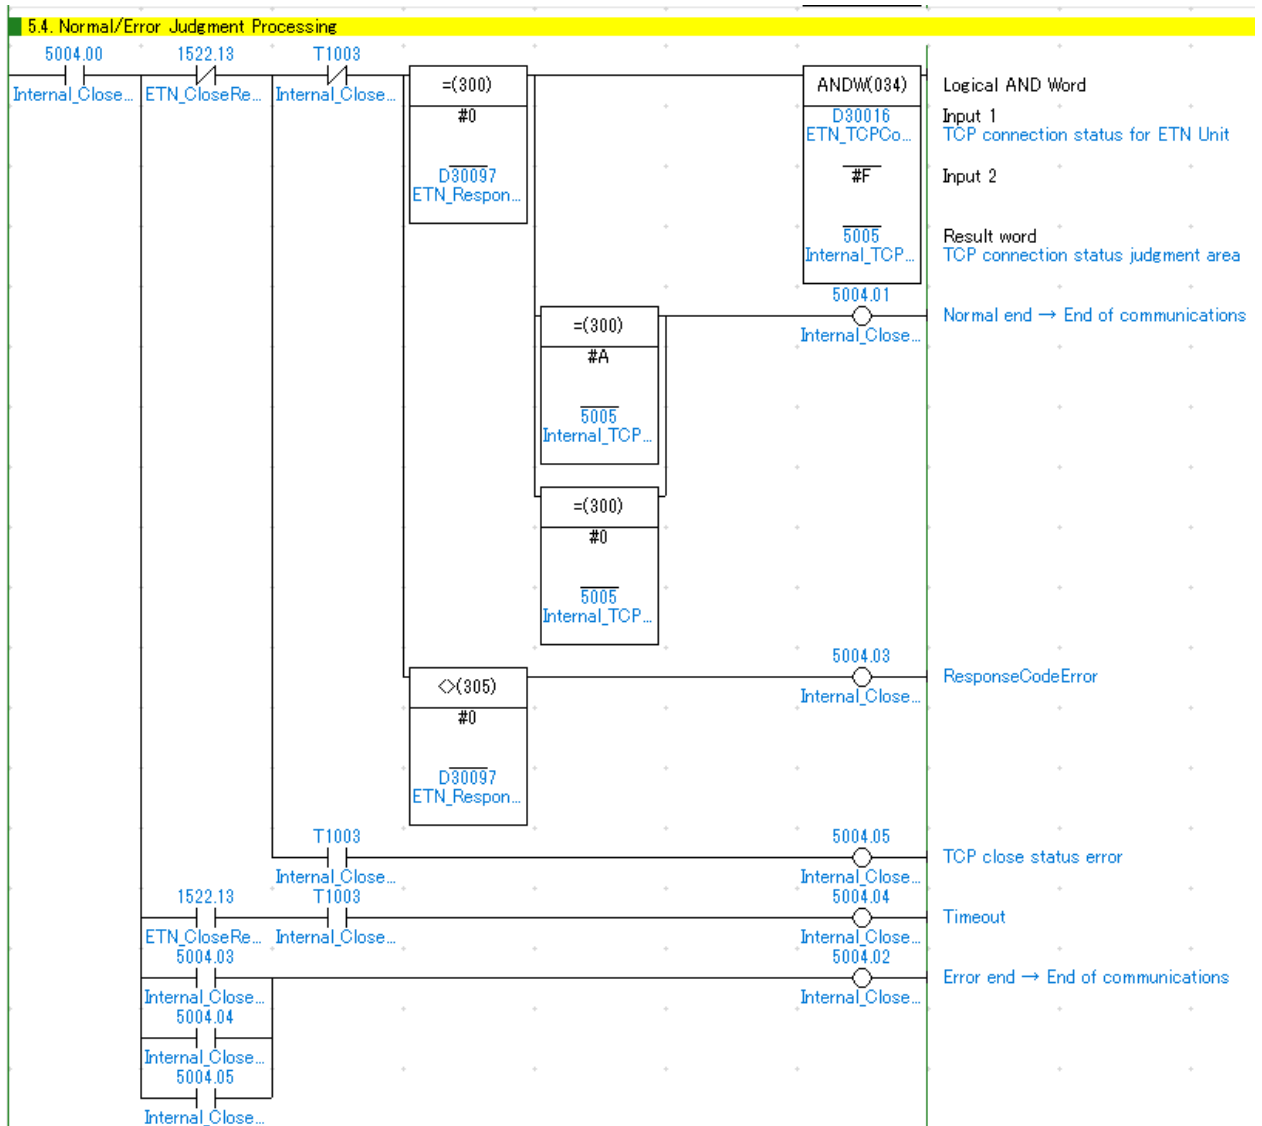 5.4. Normal/Error Judgment Processing
5004.00 1522.13 T1003
Internal_Close... ETN_CloseRe... Internal_Close...
=(300) ANDW(034) Logical AND Word
#0 D30016 Input 1
ETN_TCPCo... TCP connection status for ETN Unit
D30097 #F Input 2
ETN_Respon...
5005 Result word
Internal_TCP... TCP connection status judgment area
5004.01
=(300) Normal end → End of communications
Internal_Close...
#A
5005
Internal_TCP...
=(300)
#0
5005
Internal_TCP...
5004.03
<>(305) ResponseCodeError
Internal_Close...
#0
D30097
ETN_Respon...
T1003 5004.05
TCP close status error
Internal_Close... Internal_Close...
1522.13 T1003 5004.04
Timeout
ETN_CloseRe... Internal_Close... Internal_Close...
5004.03 5004.02
Error end → End of communications
Internal_Close... Internal_Close...
5004.04
Internal_Close...
5004.05
Internal_Close...